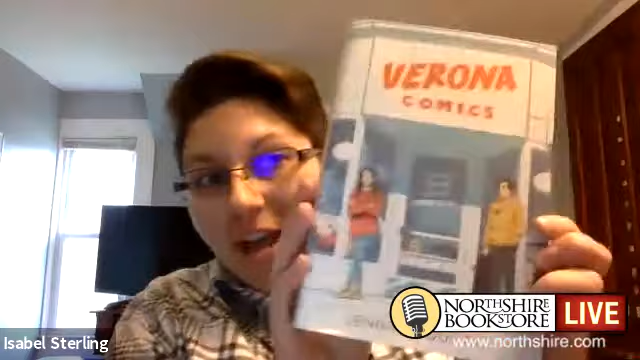 VERONA
COMICS
NORTHSHIRE
BOOKSTORE
LIVE
www.northshire.com
Isabel Sterling